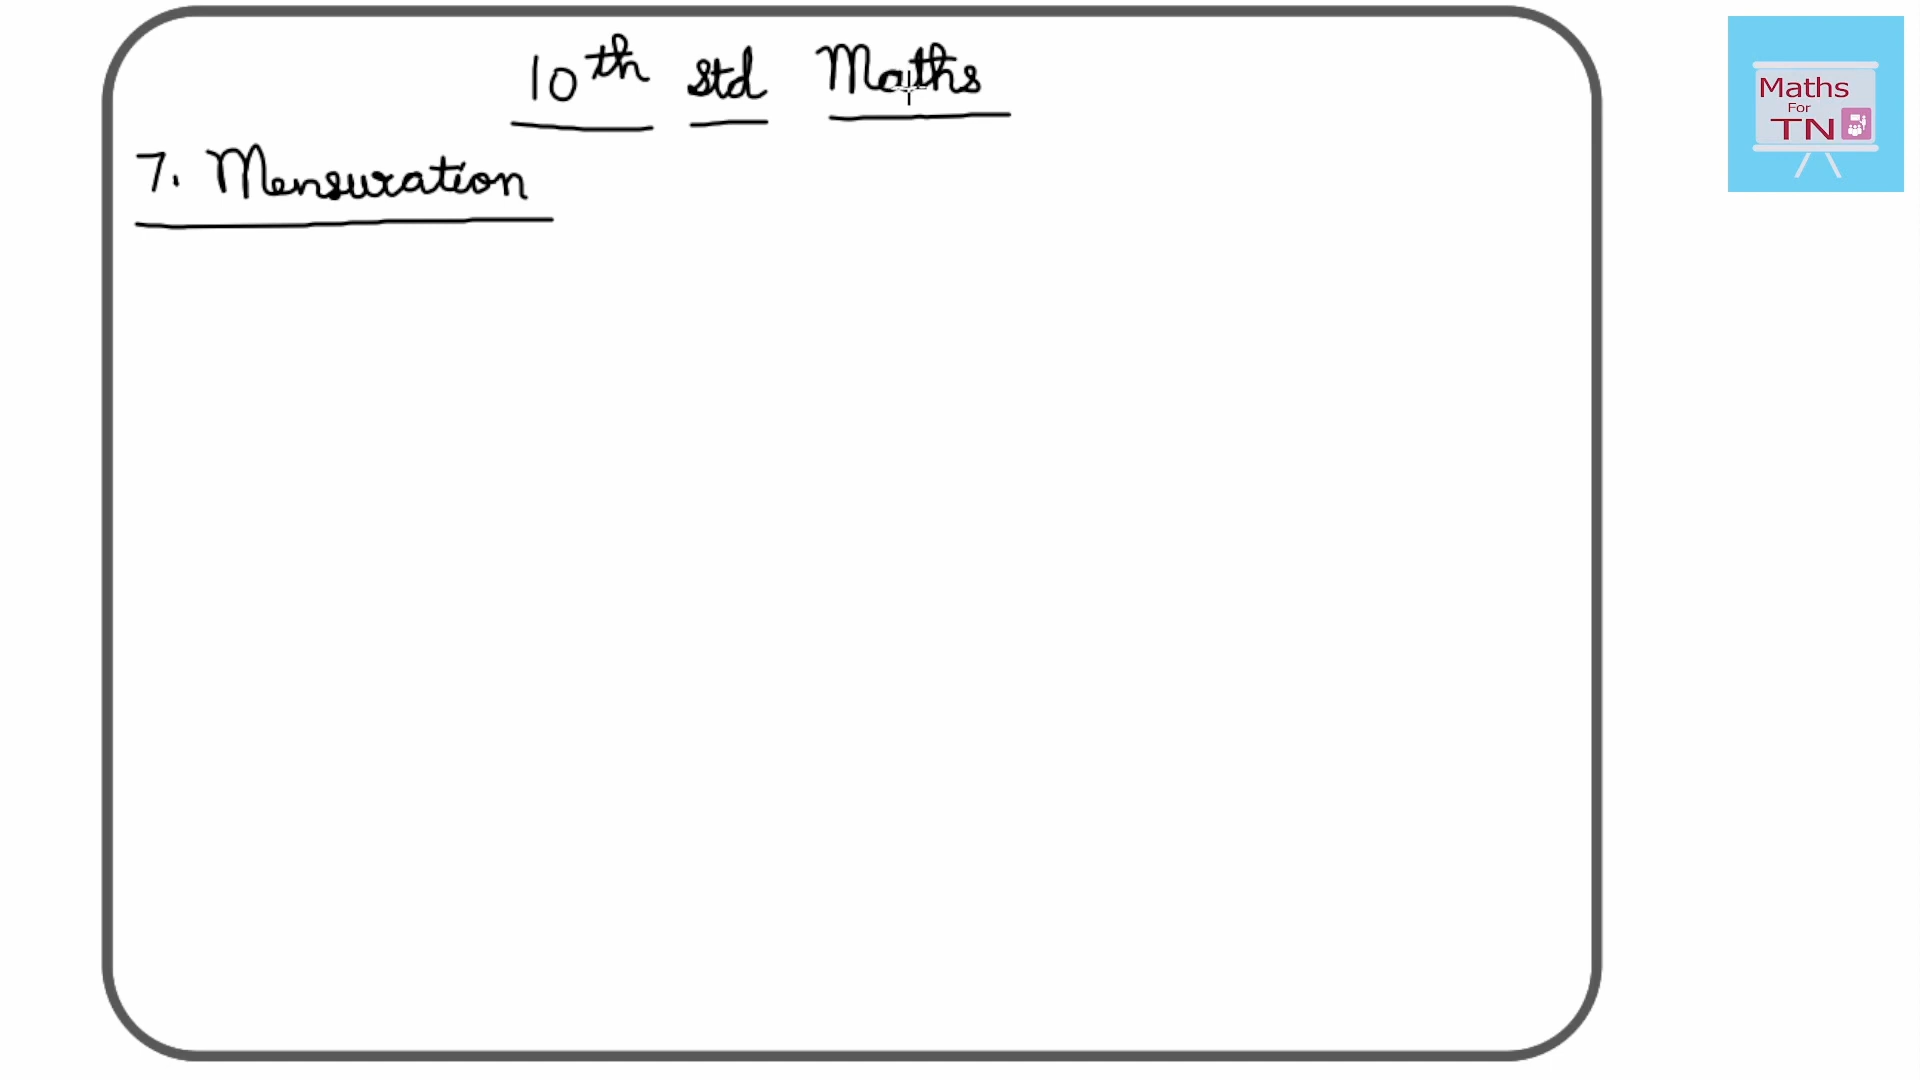 10th std Maths
7. Mensuration
Maths
For
TN